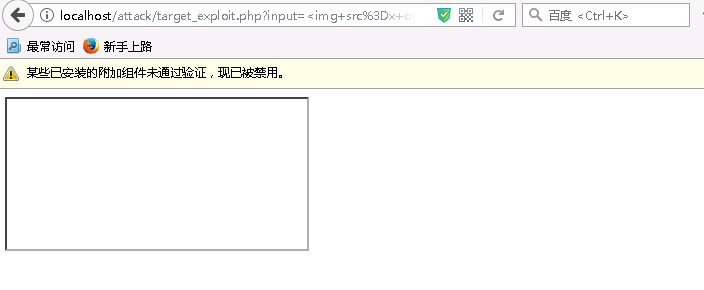 localhost/attack/target_exploit.php?input=<img+src%3Dx+o
百度 <Ctrl+K>
最常访问 新手上路
某些已安装的附加组件未通过验证，现已被禁用。